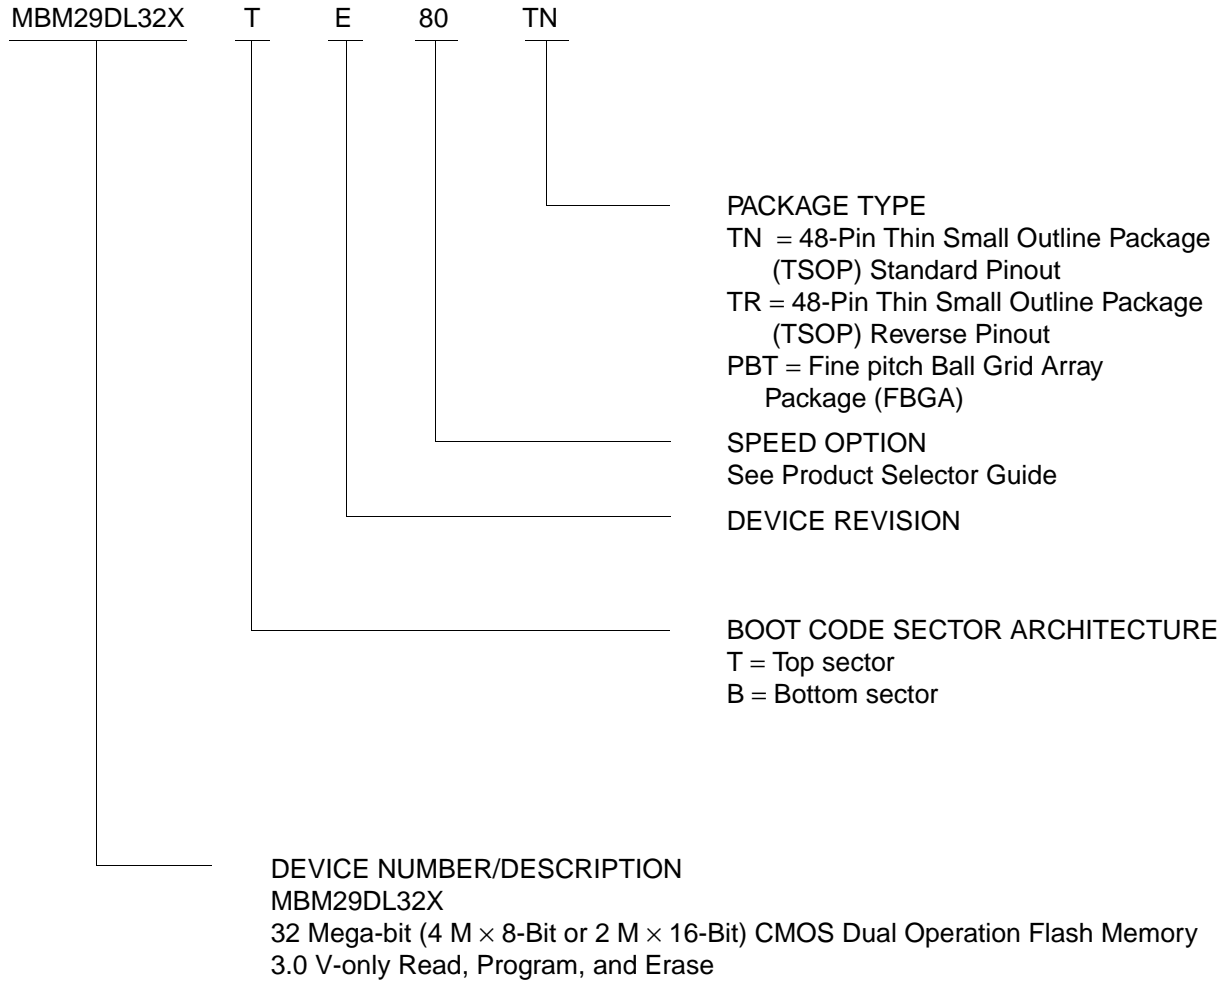 MBM29DL32X T E 80 TN
PACKAGE TYPE
TN = 48-Pin Thin Small Outline Package
(TSOP) Standard Pinout
TR = 48-Pin Thin Small Outline Package
(TSOP) Reverse Pinout
PBT = Fine pitch Ball Grid Array
Package (FBGA)
SPEED OPTION
See Product Selector Guide
DEVICE REVISION
BOOT CODE SECTOR ARCHITECTURE
T = Top sector
B = Bottom sector
DEVICE NUMBER/DESCRIPTION
MBM29DL32X
32 Mega-bit (4 M × 8-Bit or 2 M × 16-Bit) CMOS Dual Operation Flash Memory
3.0 V-only Read, Program, and Erase